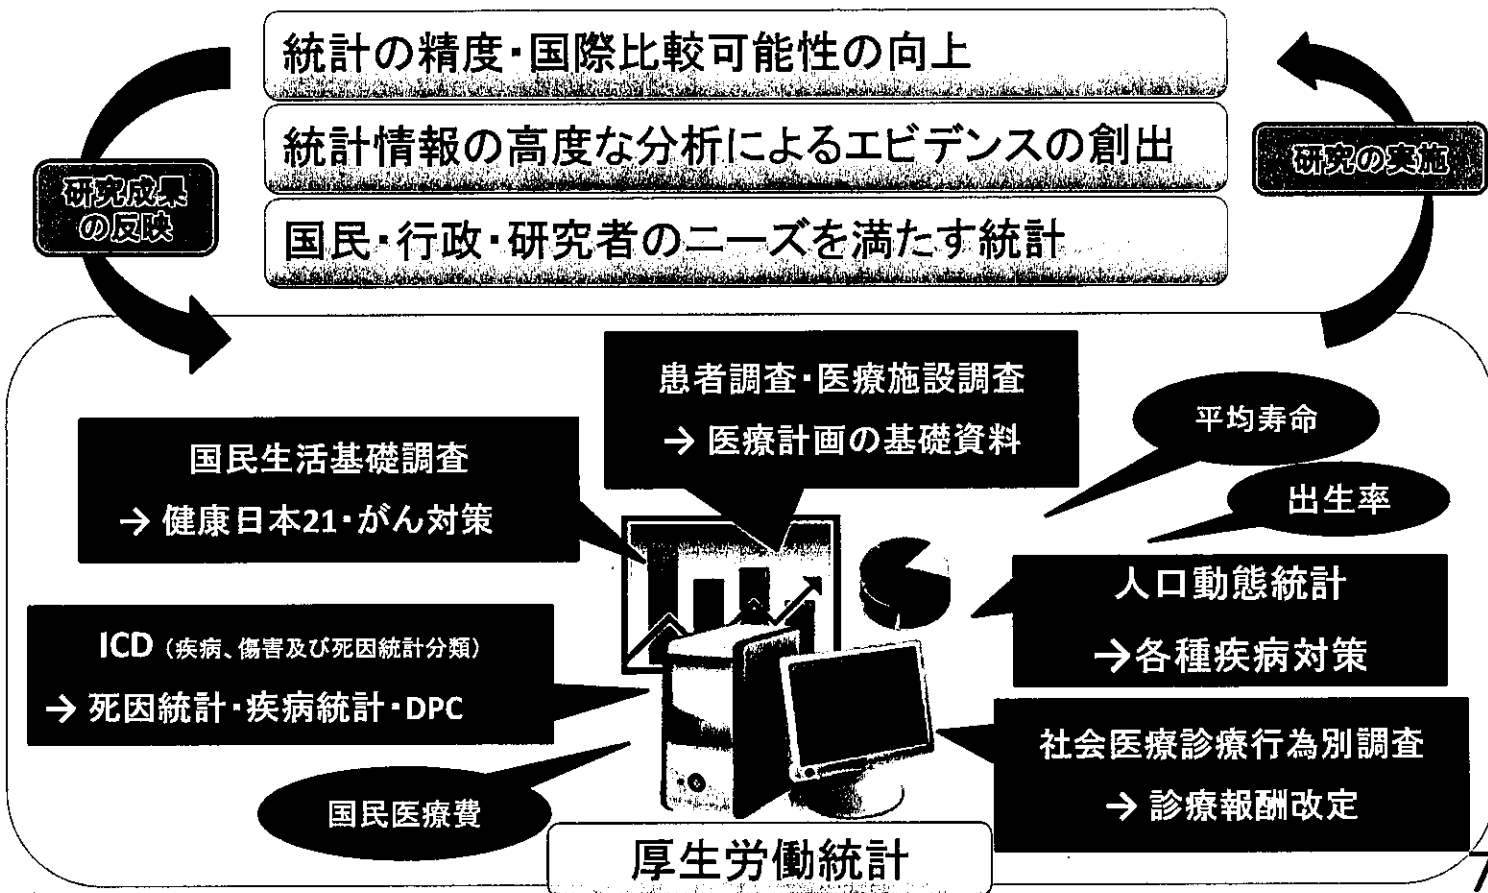 統計の精度・国際比較可能性の向上
統計情報の高度な分析によるエビデンスの創出
国民・行政・研究者のニーズを満たす統計
研究成果
の反映
研究の実施
患者調査・医療施設調査
→ 医療計画の基礎資料
平均寿命
国民生活基礎調査
→ 健康日本21・がん対策
出生率
人口動態統計
→各種疾病対策
ICD（疾病、傷害及び死因統計分類）
→ 死因統計・疾病統計・DPC
社会医療診療行為別調査
→ 診療報酬改定
国民医療費
厚生労働統計
7